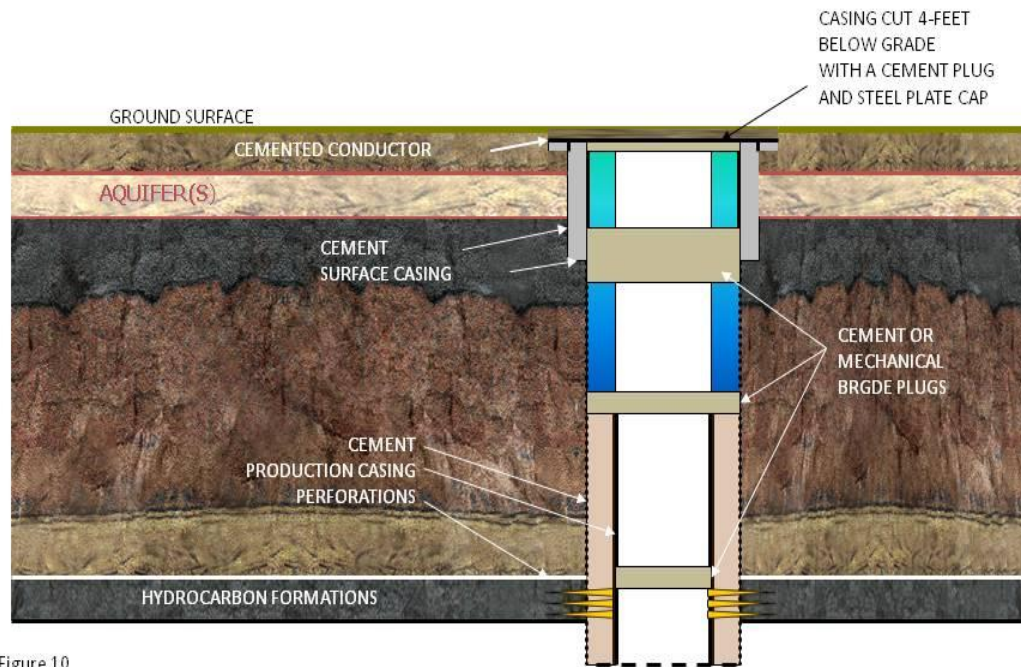 CASING CUT 4-FEET
BELOW GRADE
WITH A CEMENT PLUG
AND STEEL PLATE CAP
GROUND SURFACE
CEMENTED CONDUCTOR
AQUIFER(S)
CEMENT
SURFACE CASING
CEMENT OR
MECHANICAL
BRGDE PLUGS
CEMENT
PRODUCTION CASING
PERFORATIONS
HYDROCARBON FORMATIONS
Figure 10